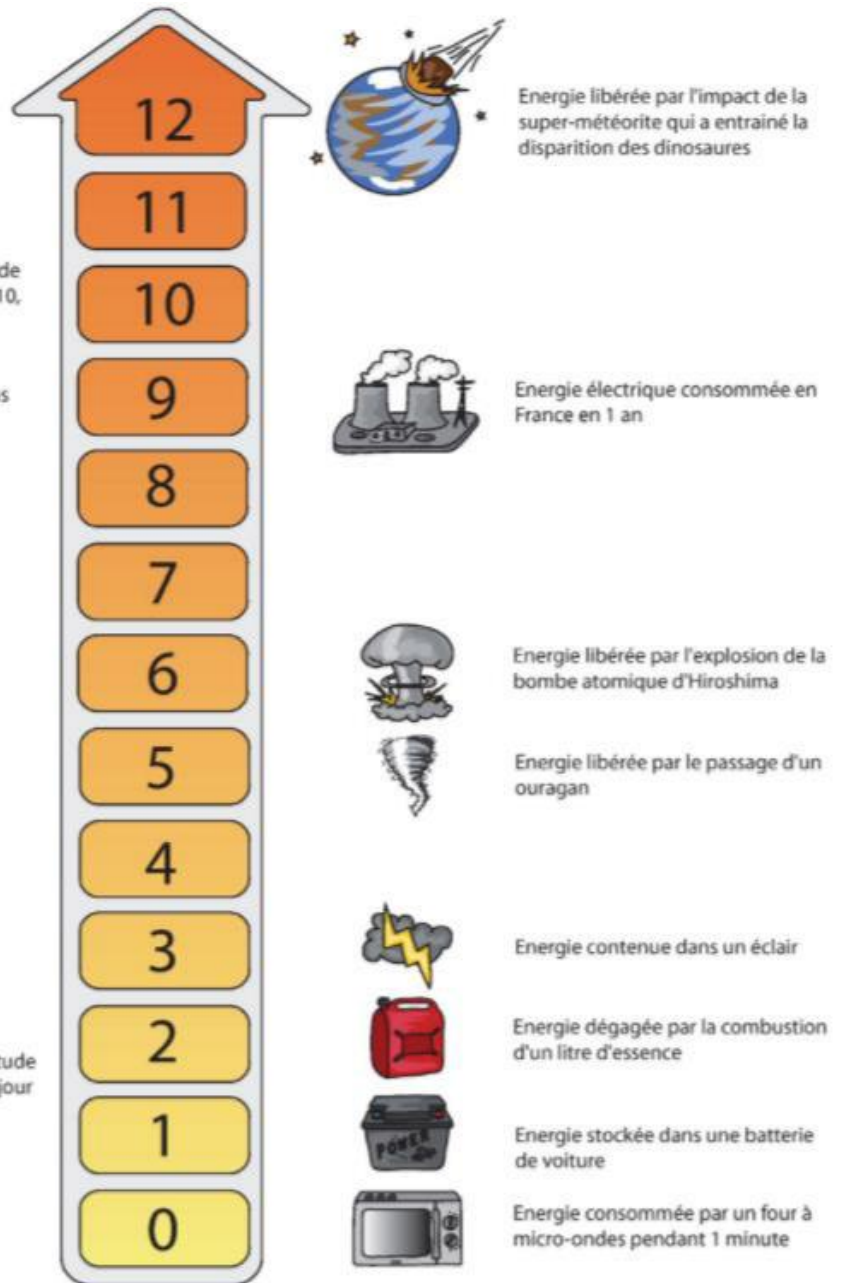 12
Energie libérée par l'impact de la
super-météorite qui a entrainé la
disparition des dinosaures
11
de
10,
10
9
Energie électrique consommée en
France en 1 an
8
7
6
Energie libérée par l'explosion de la
bombe atomique d'Hiroshima
5
Energie libérée par le passage d'un
ouragan
4
3
Energie contenue dans un éclair
2
Energie dégagée par la combustion
d'un litre d'essence
jour
1
POWER
Energie stockée dans une batterie
de voiture
0
Energie consommée par un four à
micro-ondes pendant 1 minute